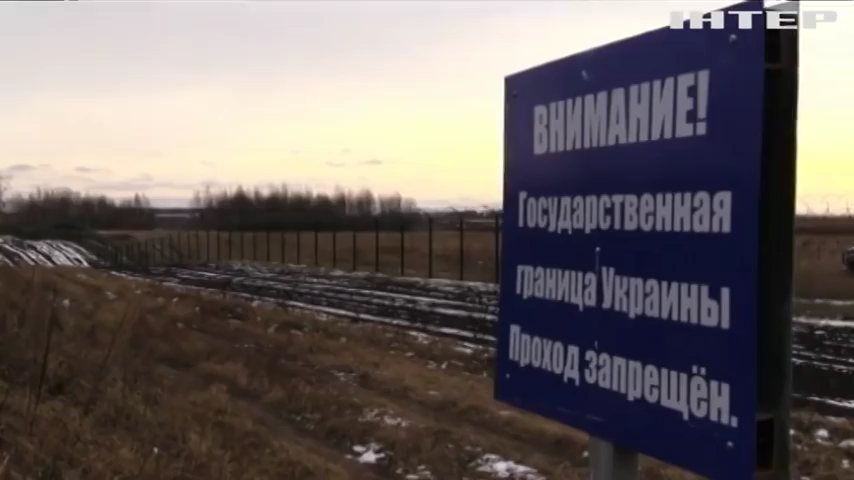 ІНТЕР
ВНИМАНИЕ!
Государственная
граница Украины
Проход запрещён.